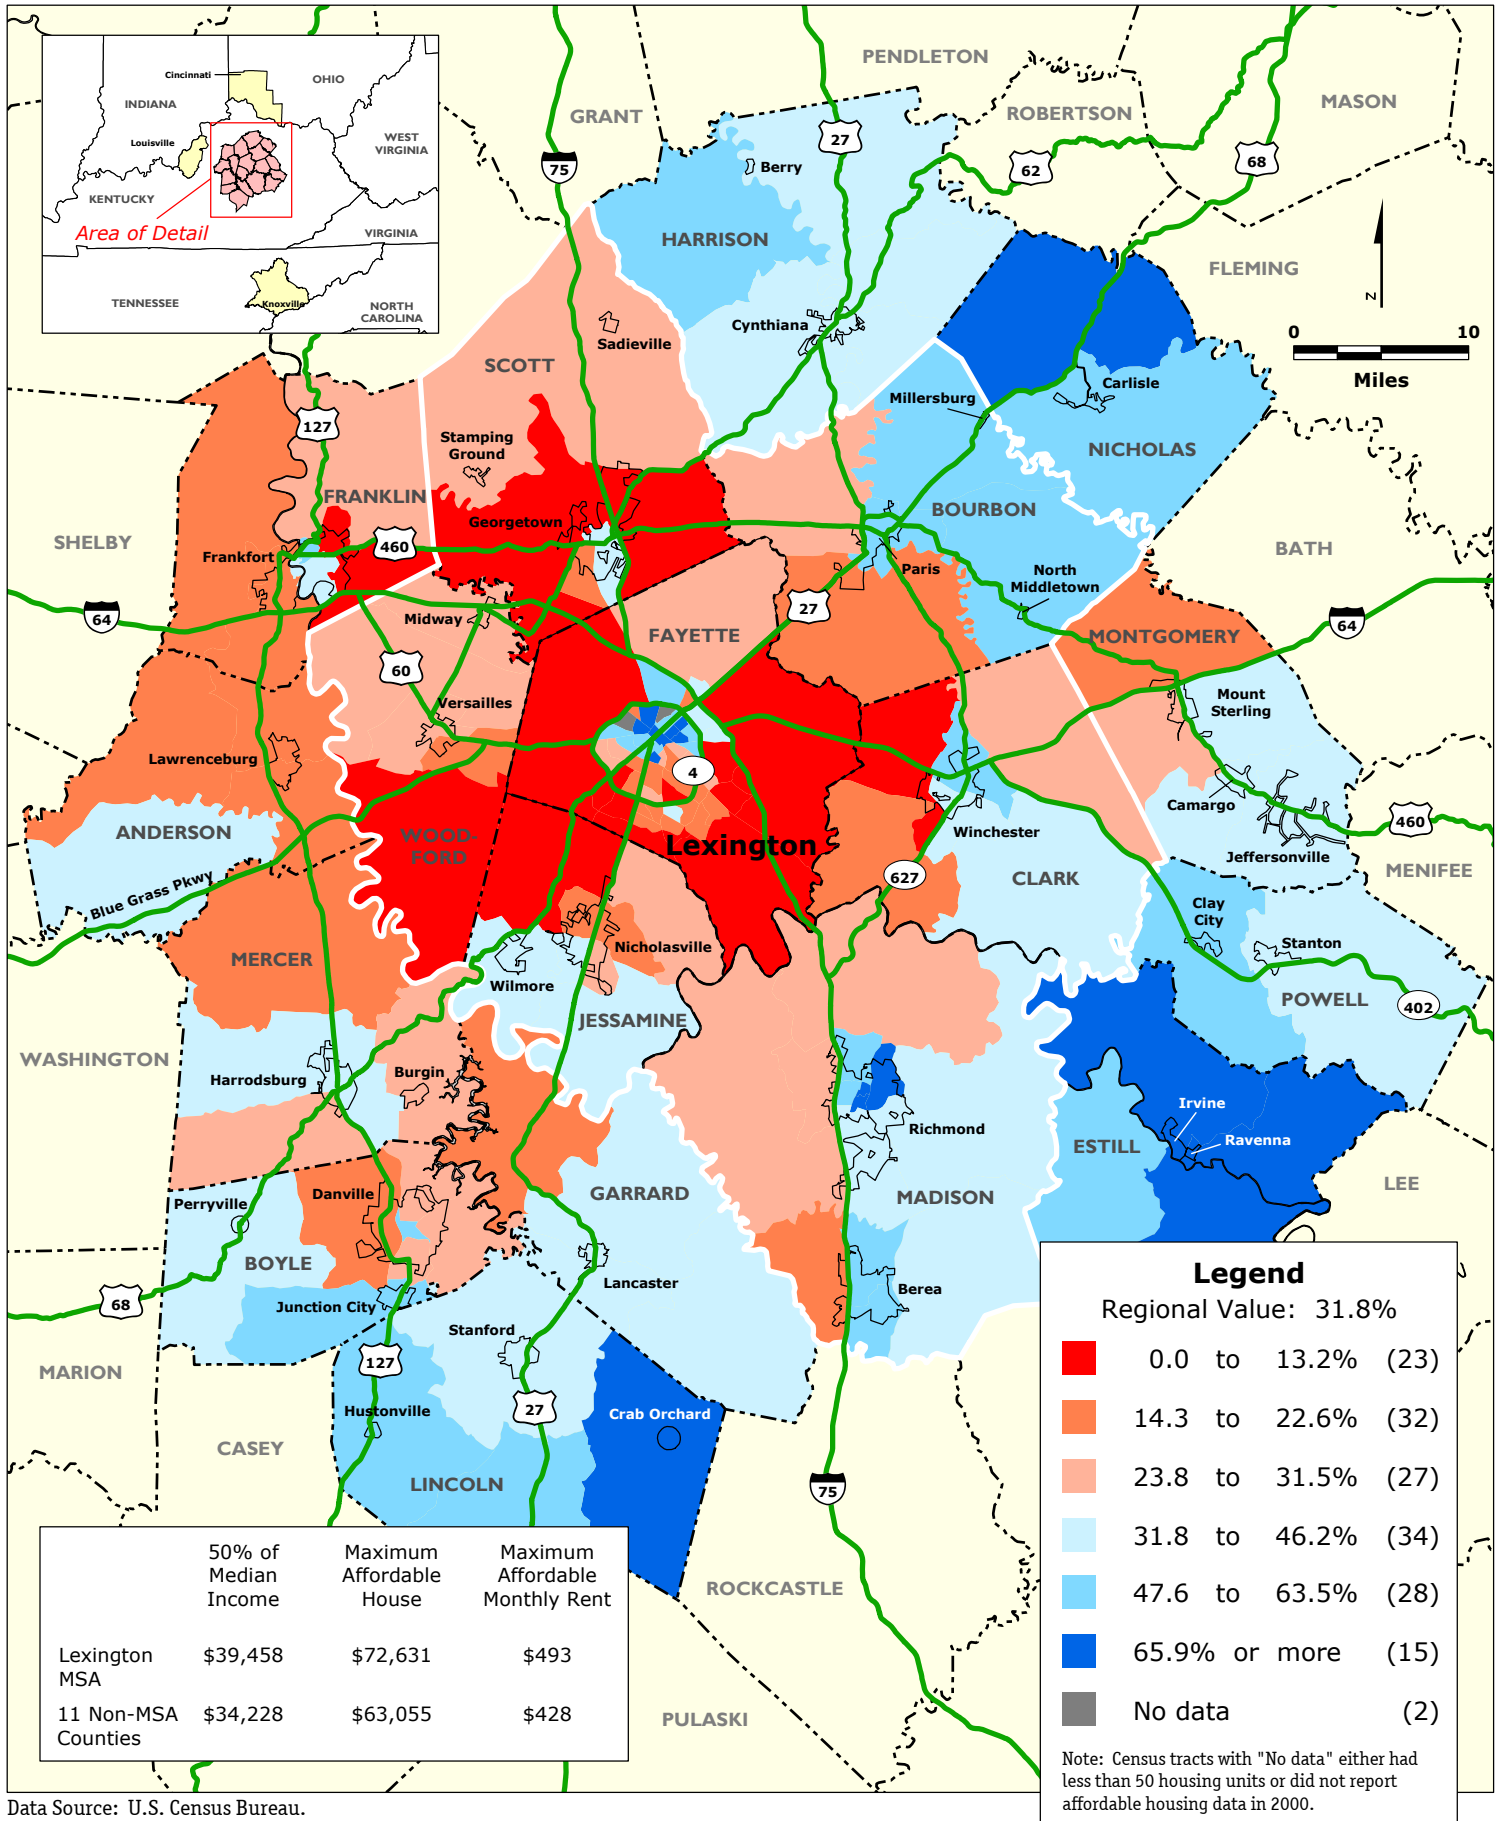 Cincinnati
OHIO
INDIANA
Louisville
WEST
VIRGINIA
KENTUCKY
Area of Detail
VIRGINIA
TENNESSEE
Knoxville
NORTH
CAROLINA
PENDLETON
GRANT
ROBERTSON
MASON
27
Berry
75
62
68
HARRISON
FLEMING
N
Cynthiana
Sadieville
0 10
Miles
SCOTT
Carlisle
Millersburg
127
Stamping
Ground
NICHOLAS
FRANKLIN
BOURBON
Georgetown
SHELBY
460
BATH
Frankfort
Paris
North
Middletown
64
Midway
27
64
FAYETTE
MONTGOMERY
60
Versailles
Mount
Sterling
Lawrenceburg
4
Camargo
ANDERSON
WOOD-
FORD
Lexington
Winchester
460
Jeffersonville
Blue Grass Pkwy
627
CLARK
MENIFEE
Clay
City
MERCER
Nicholasville
Stanton
Wilmore
POWELL
402
JESSAMINE
WASHINGTON
Harrodsburg
Burgin
Irvine
Richmond
Ravenna
ESTILL
LEE
Perryville
Danville
GARRARD
MADISON
BOYLE
Lancaster
Berea
68
Junction City
Stanford
MARION
127
27
Hustonville
Crab Orchard
CASEY
LINCOLN
75
ROCKCASTLE
PULASKI
Legend
Regional Value: 31.8%
0.0 to 13.2% (23)
14.3 to 22.6% (32)
23.8 to 31.5% (27)
31.8 to 46.2% (34)
47.6 to 63.5% (28)
65.9% or more (15)
No data (2)
Note: Census tracts with "No data" either had
less than 50 housing units or did not report
affordable housing data in 2000.
50% of Maximum Maximum
Median Affordable Affordable
Income House Monthly Rent
Lexington $39,458 $72,631 $493
MSA
11 Non-MSA $34,228 $63,055 $428
Counties
Data Source: U.S. Census Bureau.